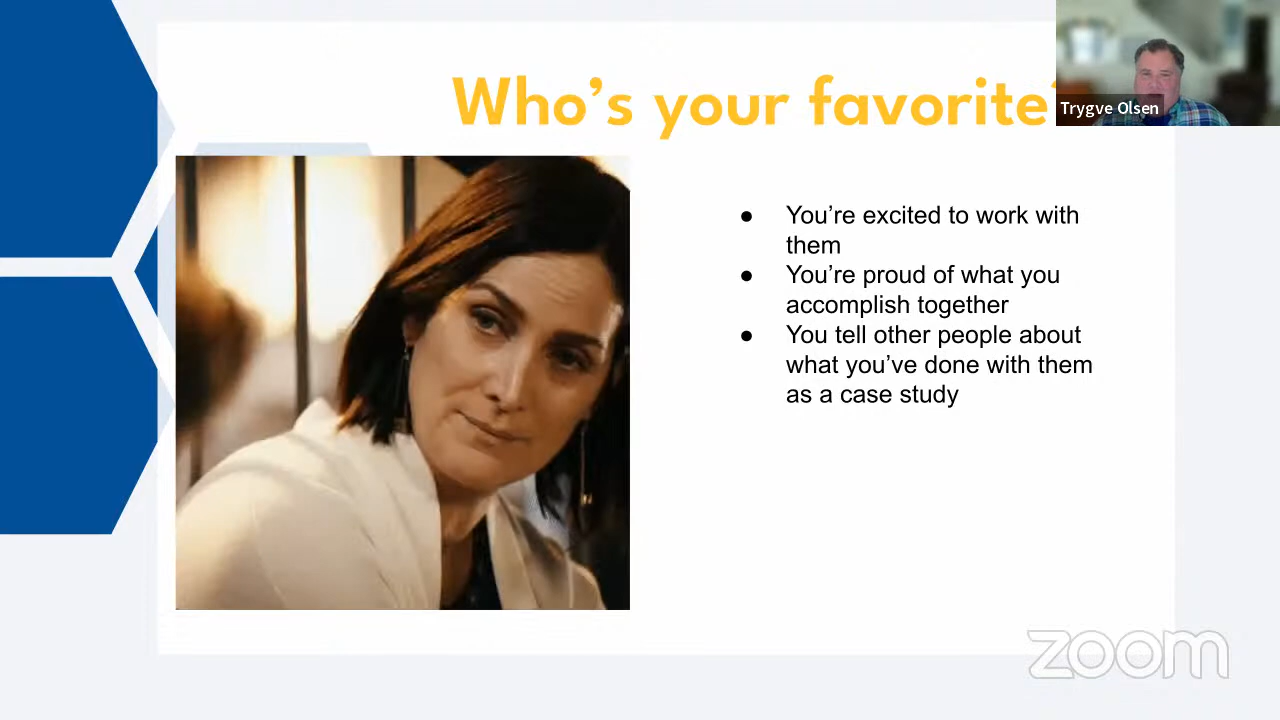 Who's your favorite?
Trygve Olsen
● You're excited to work with
them
● You're proud of what you
accomplish together
● You tell other people about
what you've done with them
as a case study
zoom